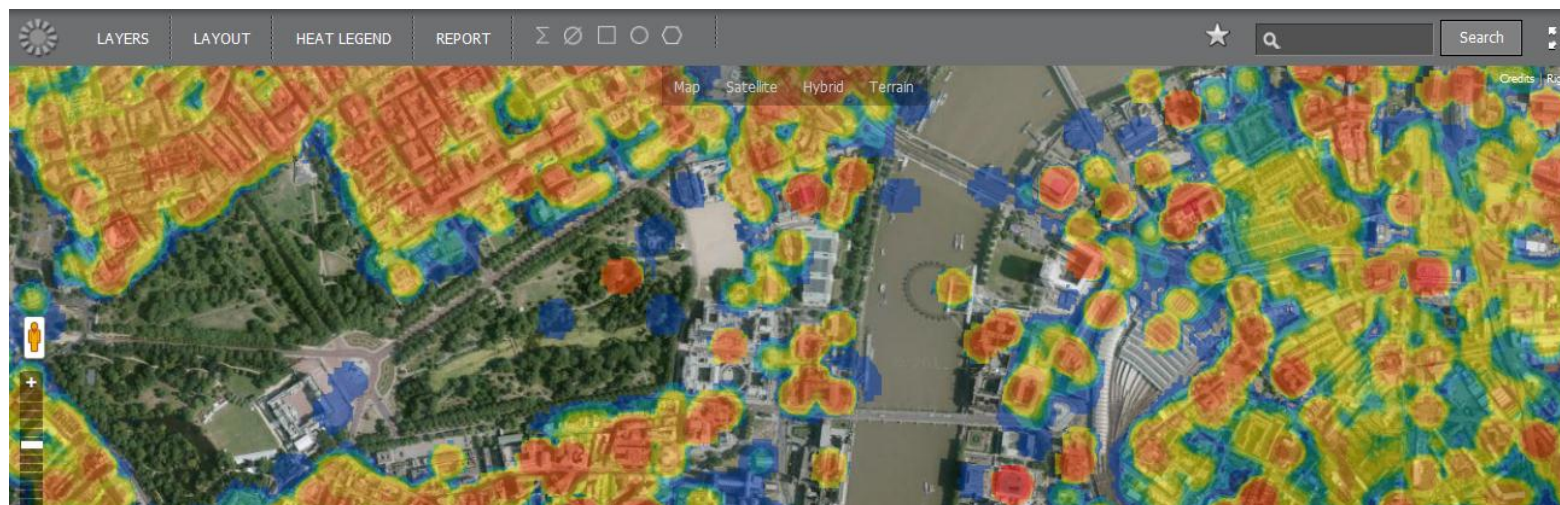 LAYERS LAYOUT HEAT LEGEND REPORT Search
Map Satellite Hybrid Terrain
Credits